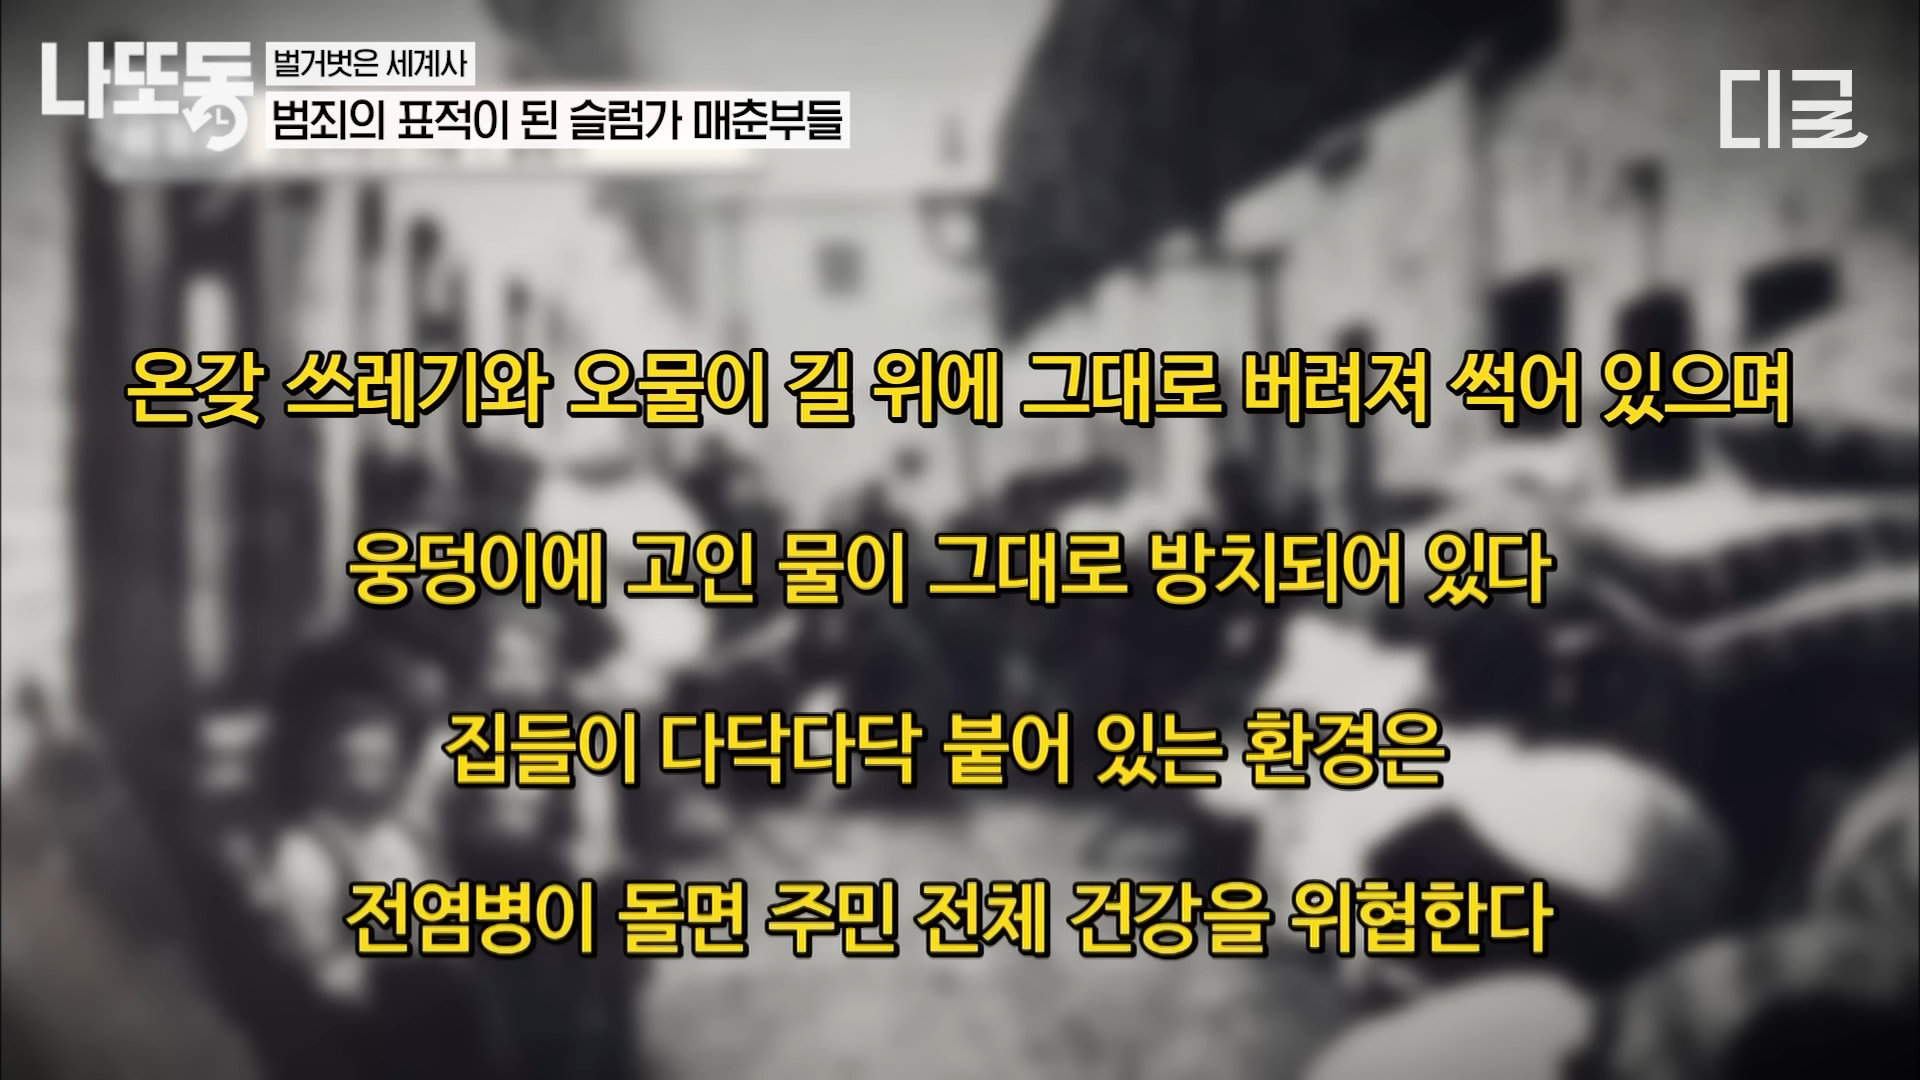 나또동
벌거벗은 세계사
범죄의 표적이 된 슬럼가 매춘부들
디글
온갖 쓰레기와 오물이 길 위에 그대로 버려져 썩어 있으며
웅덩이에 고인 물이 그대로 방치되어 있다
집들이 다닥다닥 붙어 있는 환경은
전염병이 돌면 주민 전체 건강을 위협한다